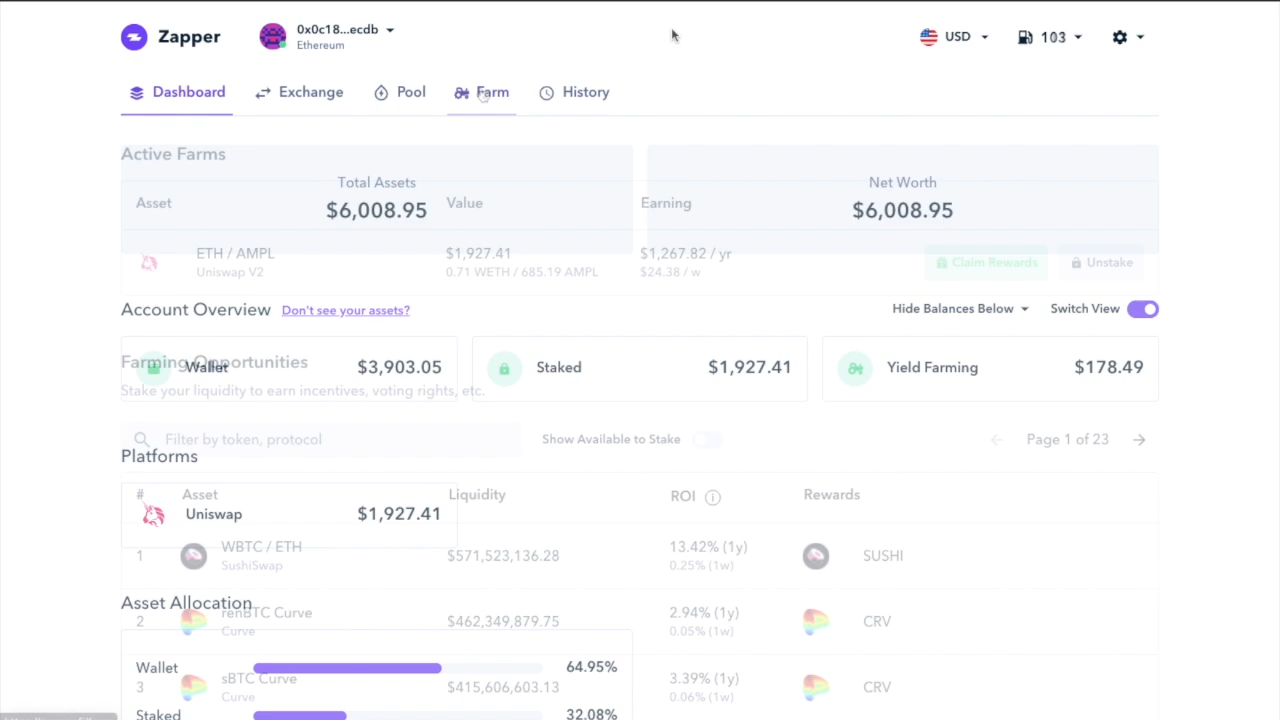 Zapper
0x0c18...ecdb
Ethereum
USD
103
Dashboard
Exchange
Pool
Farm
History
Active Farms
Total Assets
Net Worth
Asset
$6,008.95
Value
Earning
$6,008.95
ETH / AMPL
$1,927.41
$1,267.82 / yr
Claim Rewards
Unstake
Uniswap V2
0.71 WETH / 685.19 AMPL
$24.38 / w
Account Overview
Don't see your assets?
Hide Balances Below
Switch View
Farming Opportunities
Wallet
$3,903.05
Staked
$1,927.41
Yield Farming
$178.49
Stake your liquidity to earn incentives, voting rights, etc.
Filter by token, protocol
Show Available to Stake
Page 1 of 23
Platforms
#
Asset
Liquidity
ROI
Rewards
Uniswap
$1,927.41
1
WBTC / ETH
SushiSwap
$571,523,136.28
13.42% (1y)
0.25% (1w)
SUSHI
Asset Allocation
2
renBTC Curve
Curve
$462,349,879.75
2.94% (1y)
0.05% (1w)
CRV
Wallet
64.95%
3
sBTC Curve
Curve
$415,606,603.13
3.39% (1y)
0.06% (1w)
CRV
Staked
32.08%